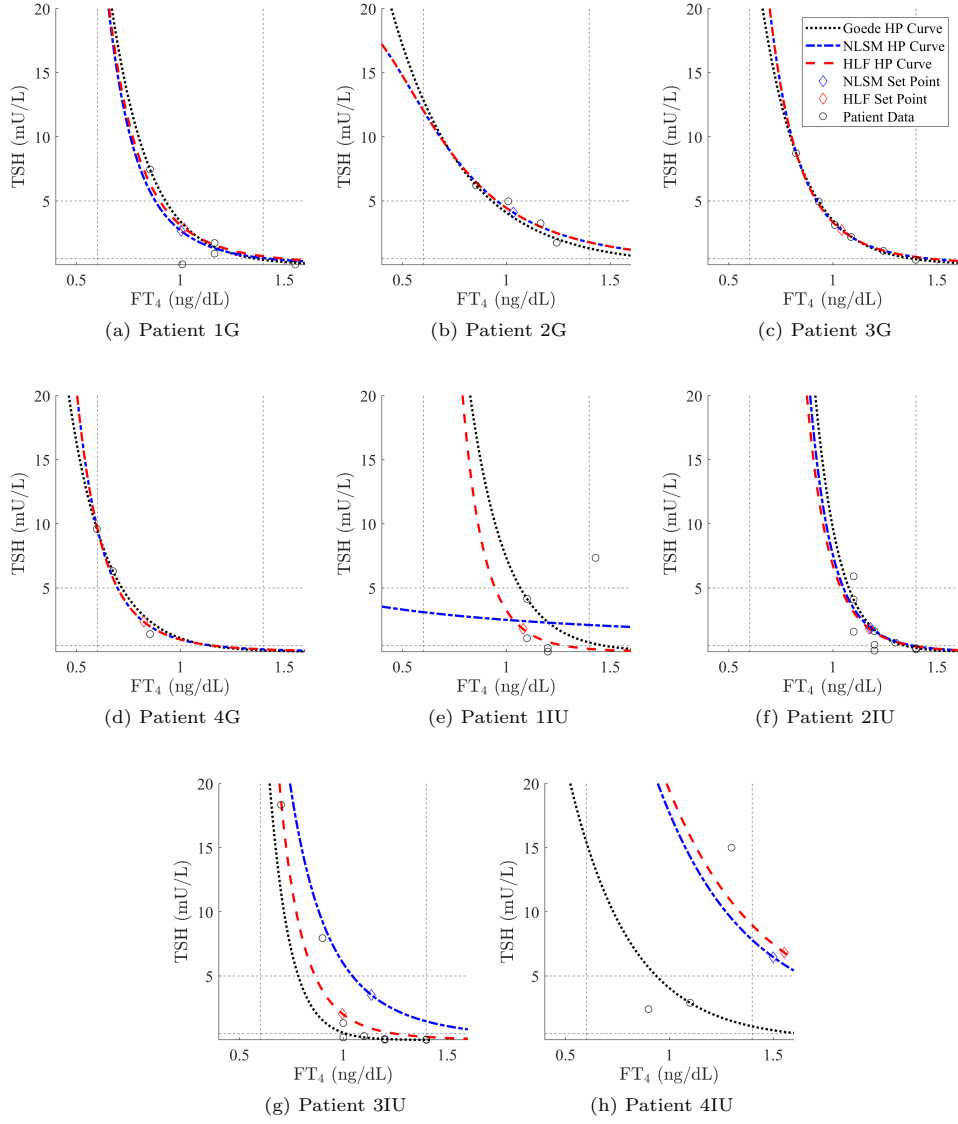 20
15
10
5
TSH (mU/L)
0.5
1
1.5
FT4 (ng/dL)
(a) Patient 1G
20
15
10
5
TSH (mU/L)
0.5
1
1.5
FT4 (ng/dL)
(b) Patient 2G
20
15
10
5
TSH (mU/L)
Goede HP Curve
NLSM HP Curve
HLF HP Curve
NLSM Set Point
HLF Set Point
Patient Data
0.5
1
1.5
FT4 (ng/dL)
(c) Patient 3G
20
15
10
5
TSH (mU/L)
0.5
1
1.5
FT4 (ng/dL)
(d) Patient 4G
20
15
10
5
TSH (mU/L)
0.5
1
1.5
FT4 (ng/dL)
(e) Patient 1IU
20
15
10
5
TSH (mU/L)
0.5
1
1.5
FT4 (ng/dL)
(f) Patient 2IU
20
15
10
5
TSH (mU/L)
0.5
1
1.5
FT4 (ng/dL)
(g) Patient 3IU
20
15
10
5
TSH (mU/L)
0.5
1
1.5
FT4 (ng/dL)
(h) Patient 4IU